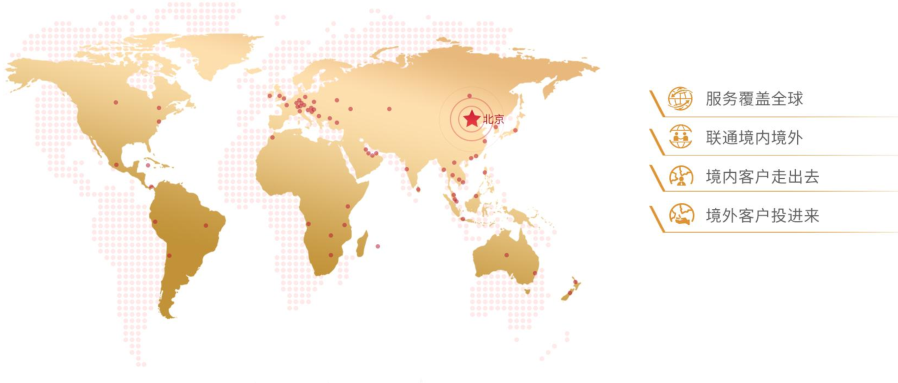 北京
服务覆盖全球
联通境内境外
境内客户走出去
境外客户投进来